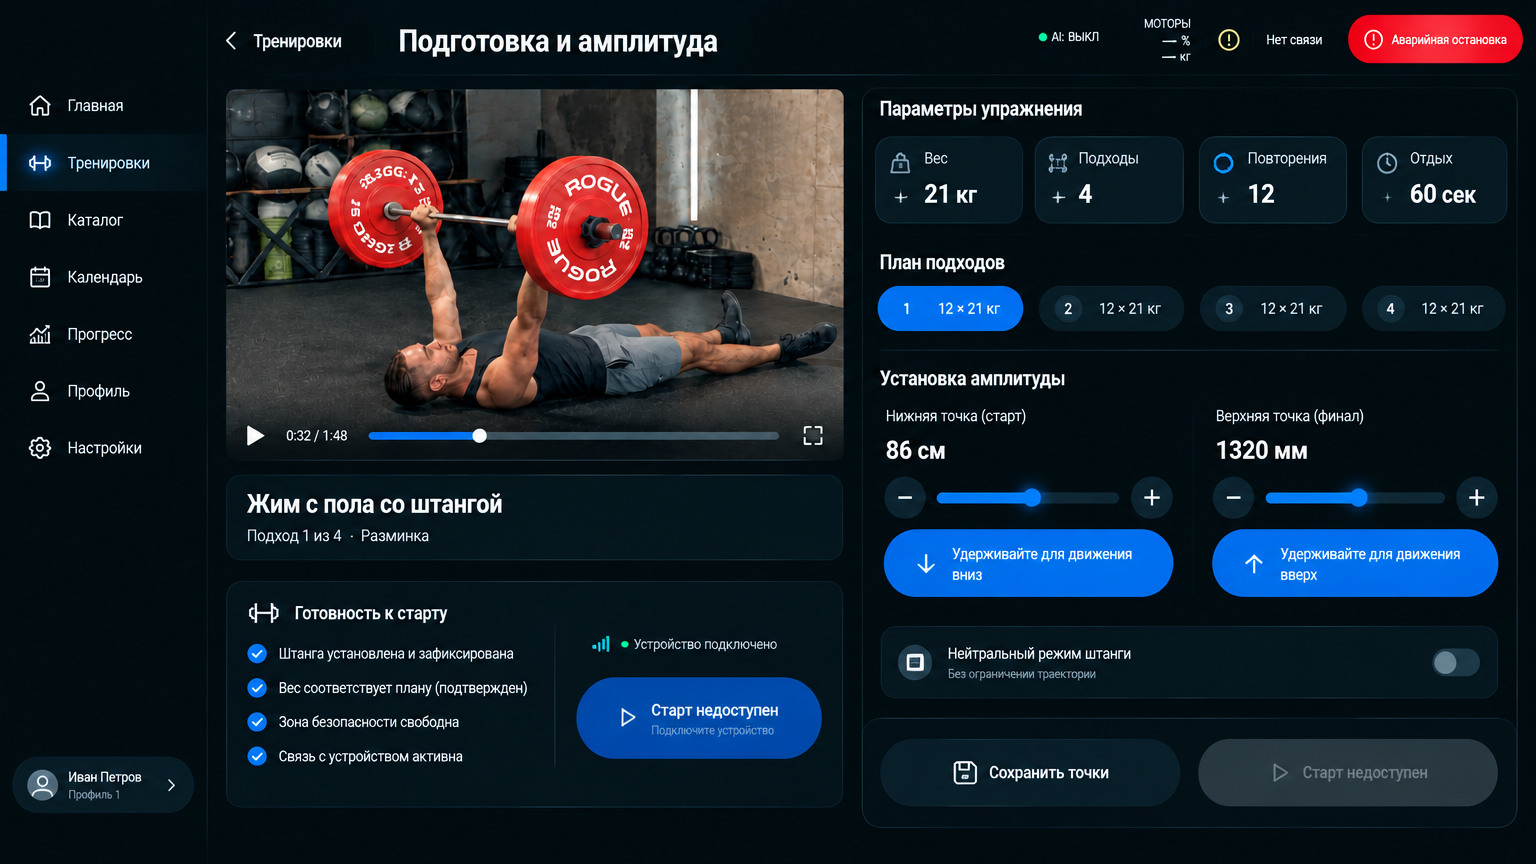 Тренировки
Подготовка и амплитуда
AI: ВЫКЛ
МОТОРЫ
— %
— кг
Нет связи
Аварийная остановка
Главная
Тренировки
Каталог
Календарь
Прогресс
Профиль
Настройки
Иван Петров
Профиль 1
ROGUE
ROGUE
0:32 / 1:48
Жим с пола со штангой
Подход 1 из 4 · Разминка
Готовность к старту
Штанга установлена и зафиксирована
Вес соответствует плану (подтвержден)
Зона безопасности свободна
Связь с устройством активна
Устройство подключено
Старт недоступен
Подключите устройство
Параметры упражнения
Вес
21 кг
Подходы
4
Повторения
12
Отдых
60 сек
План подходов
1 12 × 21 кг
2 12 × 21 кг
3 12 × 21 кг
4 12 × 21 кг
Установка амплитуды
Нижняя точка (старт)
86 см
Верхняя точка (финал)
1320 мм
Удерживайте для движения
вниз
Удерживайте для движения
вверх
Нейтральный режим штанги
Без ограничении траектории
Сохранить точки
Старт недоступен